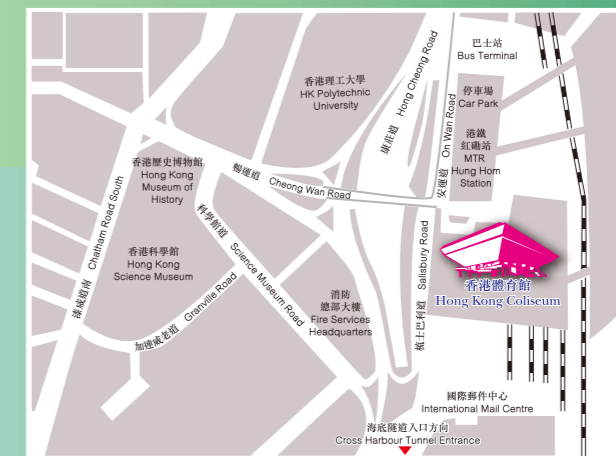 巴士站
Bus Terminal
香港理工大學
HK Polytechnic
University
康莊道 Hong Cheong Road
安運道 On Wan Road
停車場
Car Park
港鐵
紅磡站
MTR
Hung Hom
Station
香港歷史博物館
Hong Kong
Museum of
History
暢運道 Cheong Wan Road
漆咸道南 Chatham Road South
科學館道 Science Museum Road
香港科學館
Hong Kong
Science Museum
加連威老道 Granville Road
消防
總部大樓
Fire Services
Headquarters
梳士巴利道 Salisbury Road
香港體育館
Hong Kong Coliseum
國際郵件中心
International Mail Centre
海底隧道入口方向
Cross Harbour Tunnel Entrance